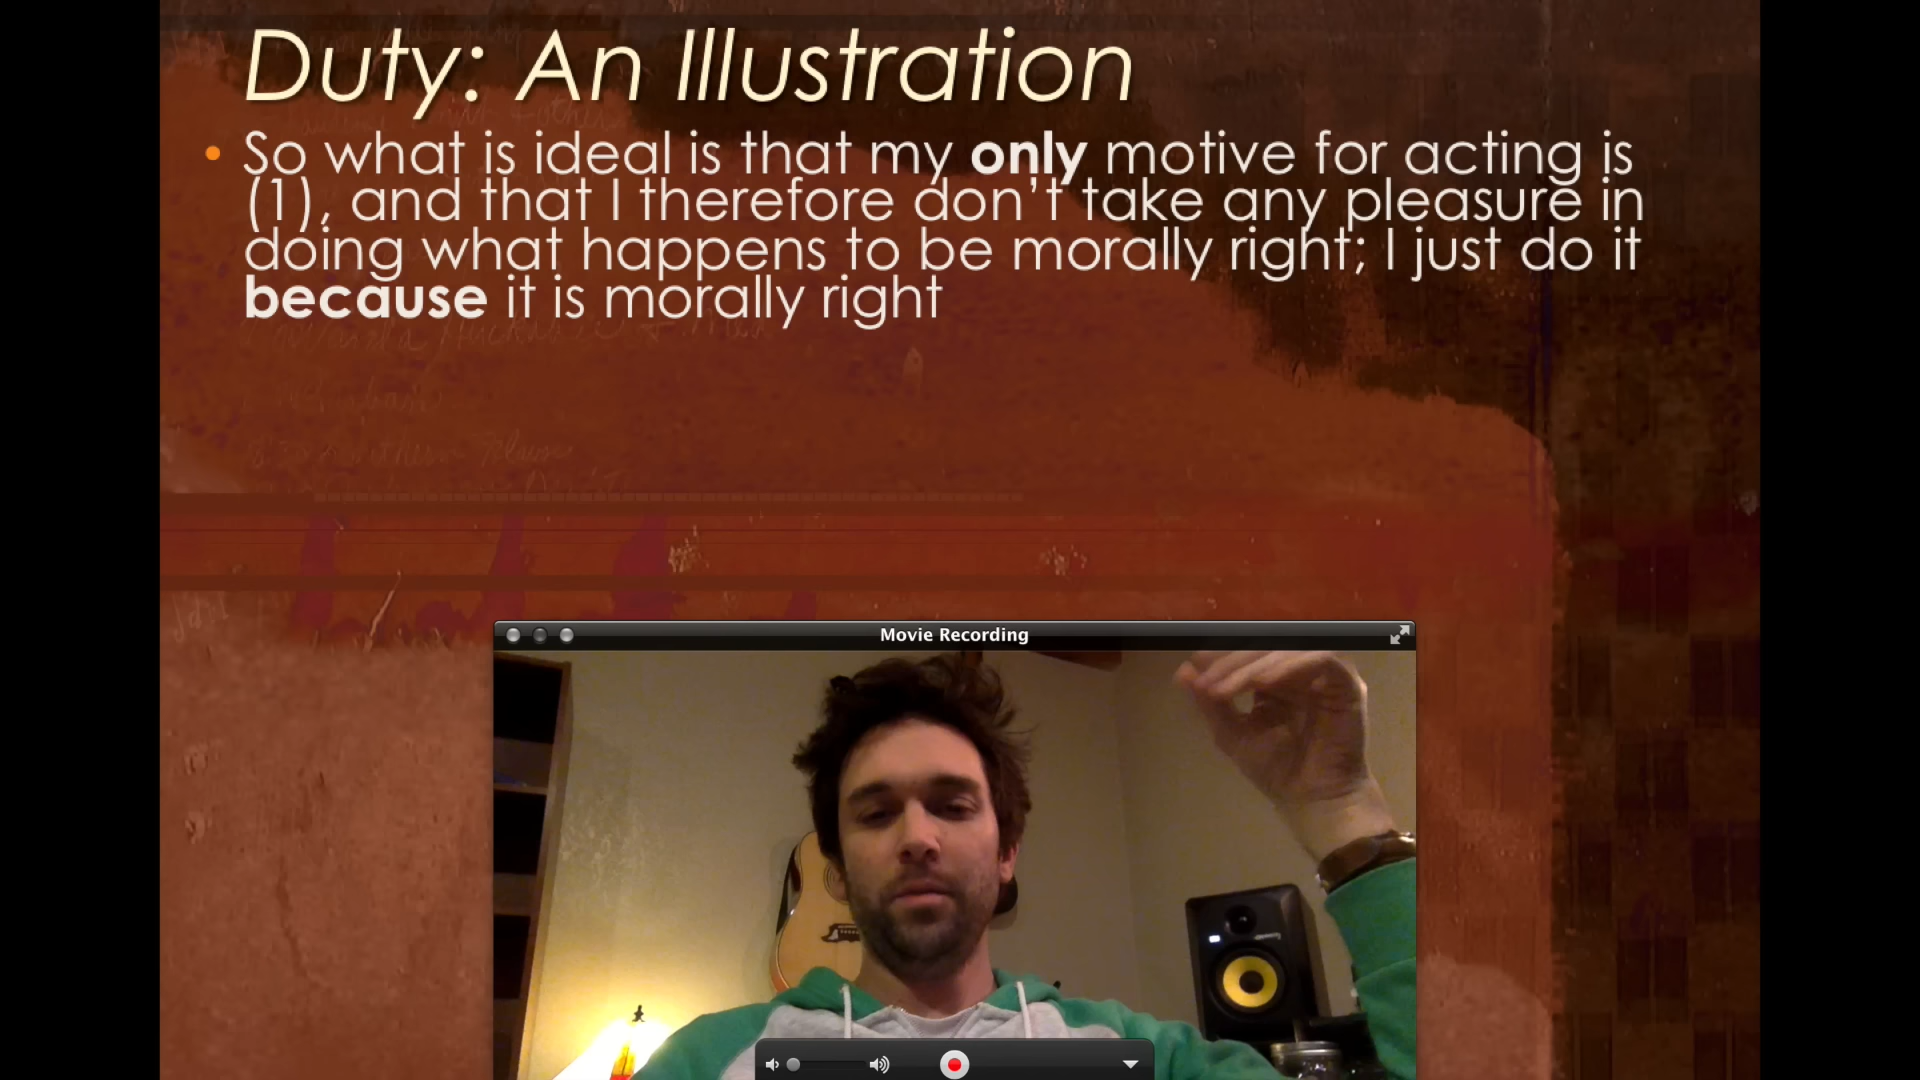 Duty: An Illustration
• So what is ideal is that my only motive for acting is
(1), and that I therefore don't take any pleasure in
doing what happens to be morally right; I just do it
because it is morally right
Movie Recording